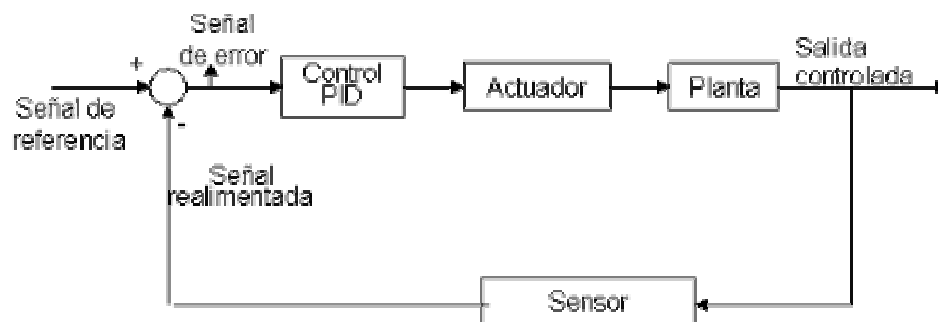 Señal
de error
+
Control
PID
Actuador
Planta
Salida
controlada
Señal de
referencia
-
Señal
realimentada
Sensor